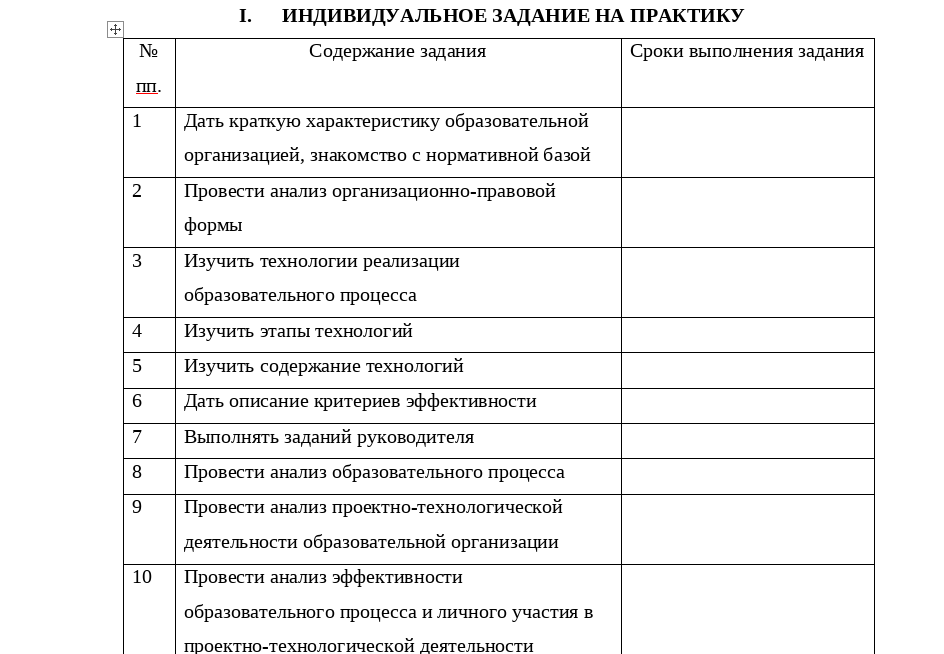 I. ИНДИВИДУАЛЬНОЕ ЗАДАНИЕ НА ПРАКТИКУ
№ Содержание задания Сроки выполнения задания
пп.
1 Дать краткую характеристику образовательной
организацией, знакомство с нормативной базой
2 Провести анализ организационно-правовой
формы
3 Изучить технологии реализации
образовательного процесса
4 Изучить этапы технологий
5 Изучить содержание технологий
6 Дать описание критериев эффективности
7 Выполнять заданий руководителя
8 Провести анализ образовательного процесса
9 Провести анализ проектно-технологической
деятельности образовательной организации
10 Провести анализ эффективности
образовательного процесса и личного участия в
проектно-технологической деятельности